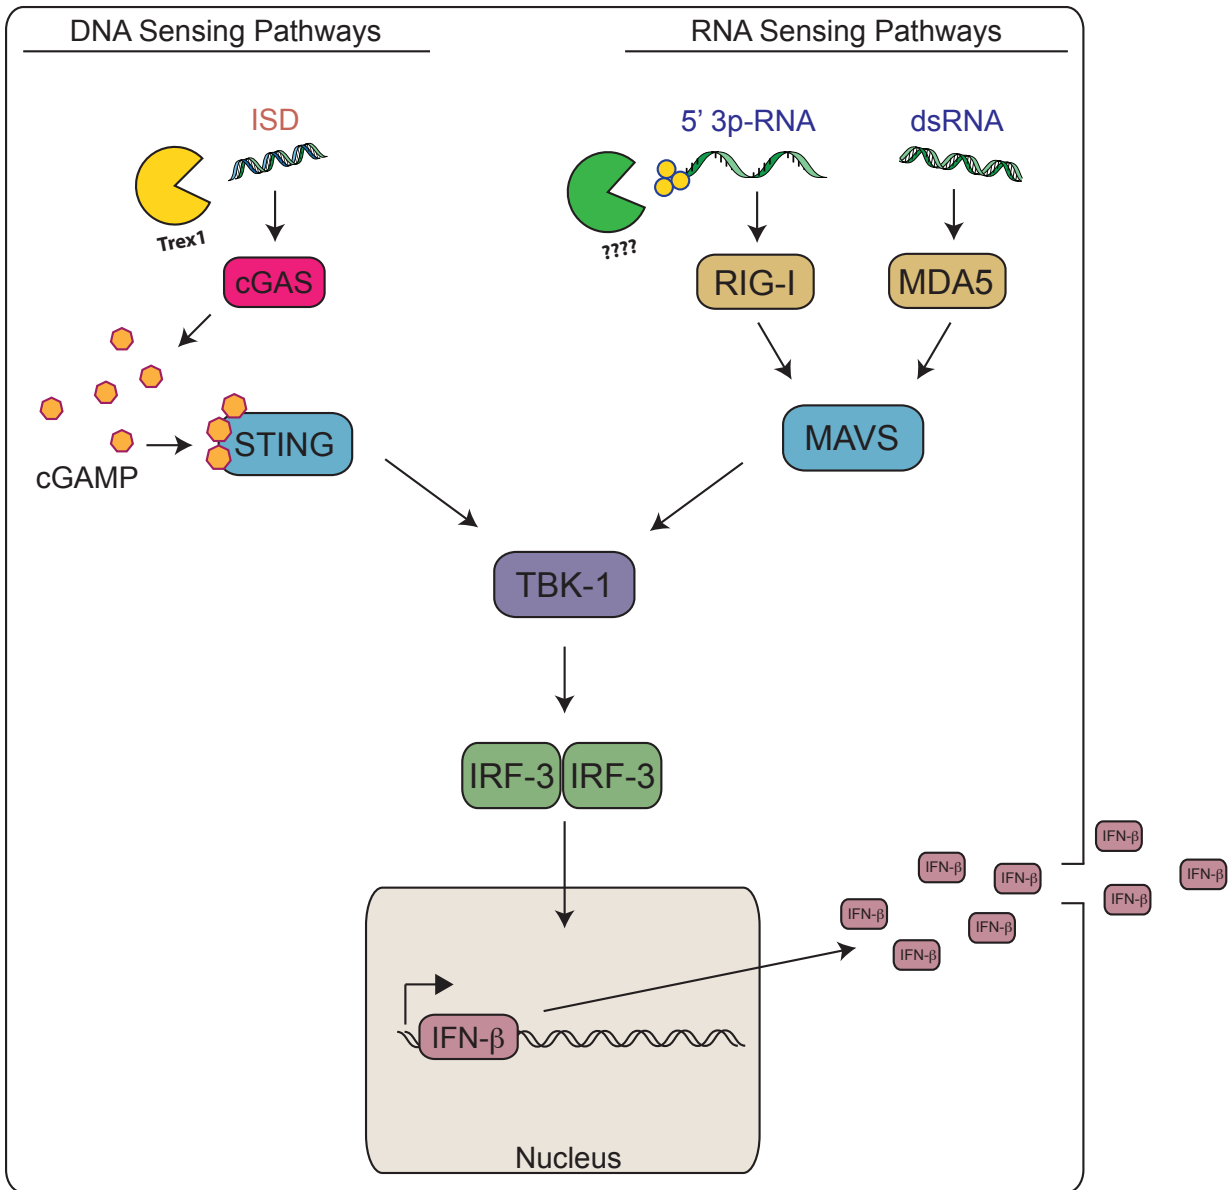 DNA Sensing Pathways
RNA Sensing Pathways
ISD
5' 3p-RNA
dsRNA
Trex1
????
cGAS
RIG-I
MDA5
STING
MAVS
cGAMP
TBK-1
IRF-3
IRF-3
IFN-β
IFN-β
IFN-β
IFN-β
IFN-β
IFN-β
IFN-β
IFN-β
IFN-β
Nucleus